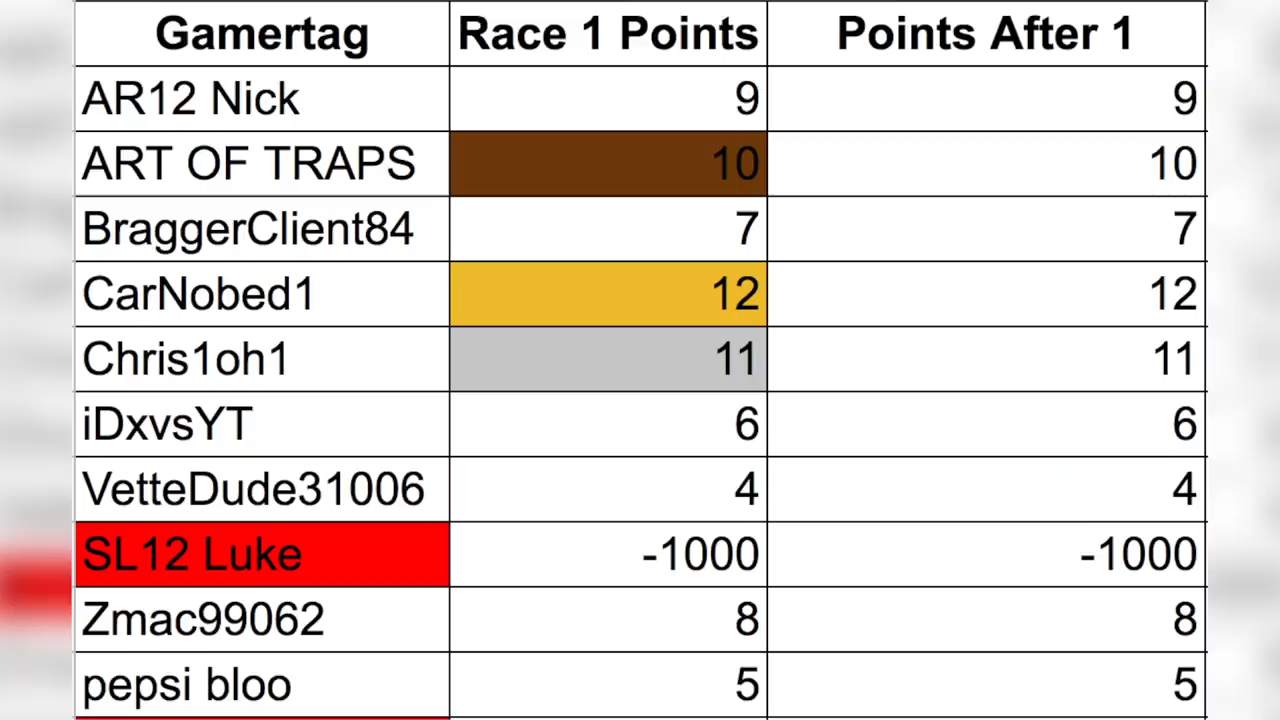 Gamertag Race 1 Points Points After 1
AR12 Nick 9 9
ART OF TRAPS 10 10
BraggerClient84 7 7
CarNobed1 12 12
Chris1oh1 11 11
iDxvsYT 6 6
VetteDude31006 4 4
SL12 Luke -1000 -1000
Zmac99062 8 8
pepsi bloo 5 5